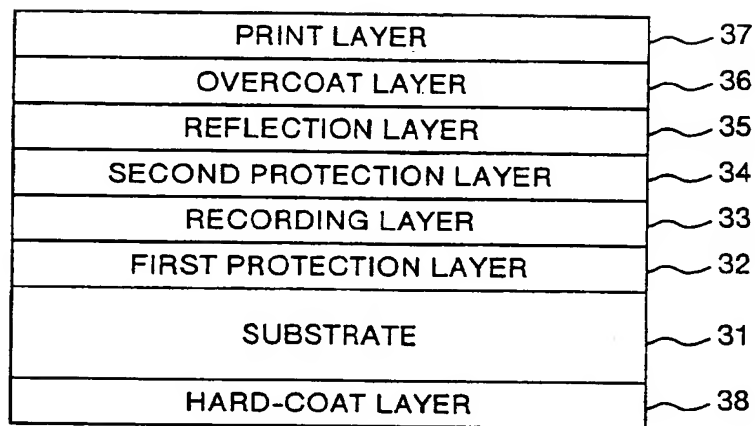 PRINT LAYER 37
OVERCOAT LAYER 36
REFLECTION LAYER 35
SECOND PROTECTION LAYER 34
RECORDING LAYER 33
FIRST PROTECTION LAYER 32
SUBSTRATE 31
HARD-COAT LAYER 38